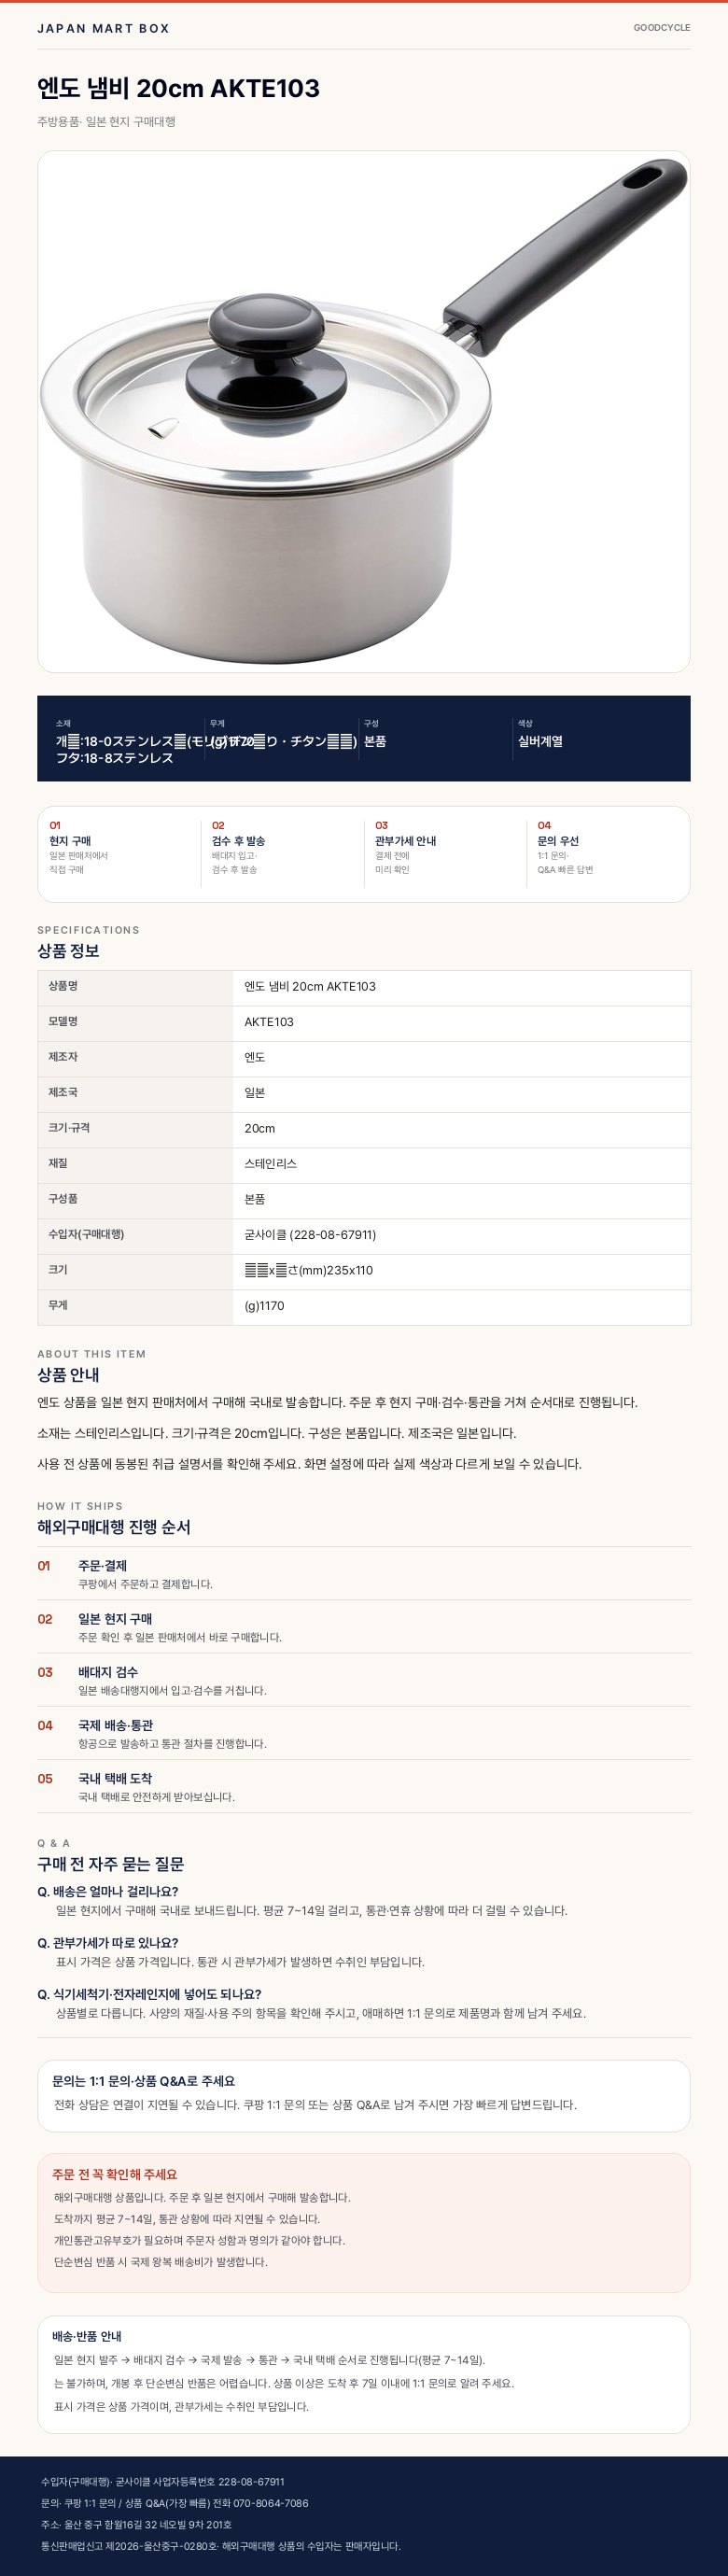 JAPAN MART BOX
GOODCYCLE
엔도 냄비 20cm AKTE103
주방용품· 일본 현지 구매대행
소재
무게
구성
색상
フタ:18-8ステンレス
본품
실버계열
01
현지 구매
일본 판매처에서
직접 구매
02
검수 후 발송
배대지 입고·
검수 후 발송
03
관부가세 안내
결제 전에
미리 확인
04
문의 우선
1:1 문의·
Q&A 빠른 답변
SPECIFICATIONS
상품 정보
상품명 엔도 냄비 20cm AKTE103
모델명 AKTE103
제조자 엔도
제조국 일본
크기·규격 20cm
재질 스테인리스
구성품 본품
수입자(구매대행) 굳사이클 (228-08-67911)
크기 (mm)235x110
무게 (g)1170
ABOUT THIS ITEM
상품 안내
엔도 상품을 일본 현지 판매처에서 구매해 국내로 발송합니다. 주문 후 현지 구매·검수·통관을 거쳐 순서대로 진행됩니다.
소재는 스테인리스입니다. 크기·규격은 20cm입니다. 구성은 본품입니다. 제조국은 일본입니다.
사용 전 상품에 동봉된 취급 설명서를 확인해 주세요. 화면 설정에 따라 실제 색상과 다르게 보일 수 있습니다.
HOW IT SHIPS
해외구매대행 진행 순서
01 주문·결제
쿠팡에서 주문하고 결제합니다.
02 일본 현지 구매
주문 확인 후 일본 판매처에서 바로 구매합니다.
03 배대지 검수
일본 배송대행지에서 입고·검수를 거칩니다.
04 국제 배송·통관
항공으로 발송하고 통관 절차를 진행합니다.
05 국내 택배 도착
국내 택배로 안전하게 받아보십니다.
Q & A
구매 전 자주 묻는 질문
Q. 배송은 얼마나 걸리나요?
일본 현지에서 구매해 국내로 보내드립니다. 평균 7~14일 걸리고, 통관·연휴 상황에 따라 더 걸릴 수 있습니다.
Q. 관부가세가 따로 있나요?
표시 가격은 상품 가격입니다. 통관 시 관부가세가 발생하면 수취인 부담입니다.
Q. 식기세척기·전자레인지에 넣어도 되나요?
상품별로 다릅니다. 사양의 재질·사용 주의 항목을 확인해 주시고, 애매하면 1:1 문의로 제품명과 함께 남겨 주세요.
문의는 1:1 문의·상품 Q&A로 주세요
전화 상담은 연결이 지연될 수 있습니다. 쿠팡 1:1 문의 또는 상품 Q&A로 남겨 주시면 가장 빠르게 답변드립니다.
주문 전 꼭 확인해 주세요
해외구매대행 상품입니다. 주문 후 일본 현지에서 구매해 발송합니다.
도착까지 평균 7~14일, 통관 상황에 따라 지연될 수 있습니다.
개인통관고유부호가 필요하며 주문자 성함과 명의가 같아야 합니다.
단순변심 반품 시 국제 왕복 배송비가 발생합니다.
배송·반품 안내
일본 현지 발주 → 배대지 검수 → 국제 발송 → 통관 → 국내 택배 순서로 진행됩니다(평균 7~14일).
는 불가하며, 개봉 후 단순변심 반품은 어렵습니다. 상품 이상은 도착 후 7일 이내에 1:1 문의로 알려 주세요.
표시 가격은 상품 가격이며, 관부가세는 수취인 부담입니다.
수입자(구매대행)· 굳사이클 사업자등록번호 228-08-67911
문의· 쿠팡 1:1 문의 / 상품 Q&A(가장 빠름) 전화 070-8064-7086
주소· 울산 중구 함월16길 32 네오빌 9차 201호
통신판매업신고 제2026-울산중구-0280호· 해외구매대행 상품의 수입자는 판매자입니다.